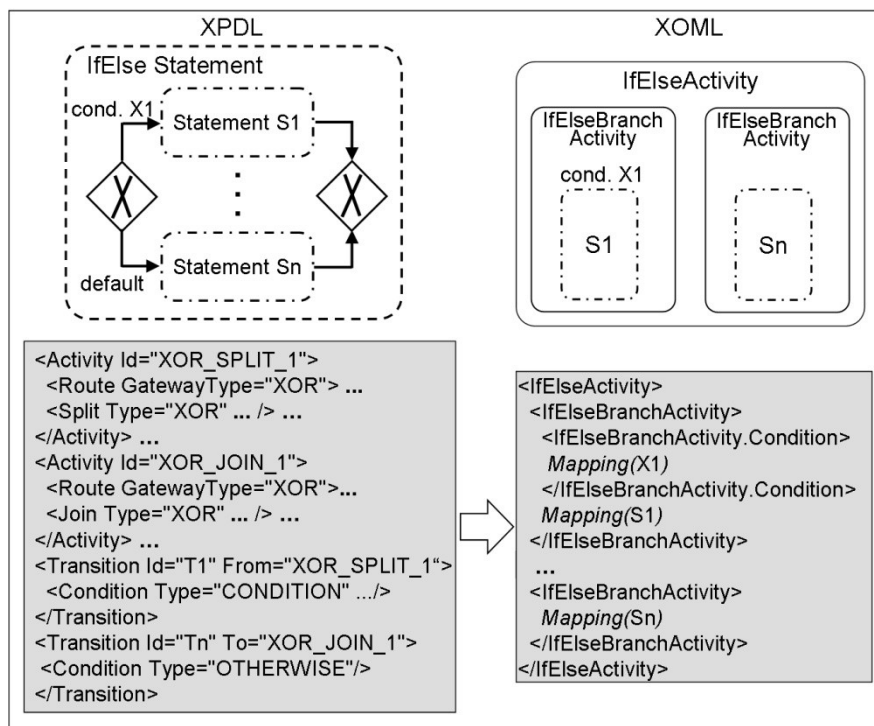 XPDL
IfElse Statement
cond. X1
Statement S1
X
X
Statement Sn
default
XOML
IfElseActivity
IfElseBranch
Activity
cond. X1
S1
IfElseBranch
Activity
Sn
<Activity Id="XOR_SPLIT_1">
<Route GatewayType="XOR"> ...
<Split Type="XOR" ... /> ...
</Activity> ...
<Activity Id="XOR_JOIN_1">
<Route GatewayType="XOR">...
<Join Type="XOR" ... /> ...
</Activity> ...
<Transition Id="T1" From="XOR_SPLIT_1“>
<Condition Type="CONDITION" .../>
</Transition>
<Transition Id="Tn" To="XOR_JOIN_1">
<Condition Type="OTHERWISE"/>
</Transition>
<IfElseActivity>
<IfElseBranchActivity>
<IfElseBranchActivity.Condition>
Mapping(X1)
</IfElseBranchActivity.Condition>
Mapping(S1)
</IfElseBranchActivity>
...
<IfElseBranchActivity>
Mapping(Sn)
</IfElseBranchActivity>
</IfElseActivity>